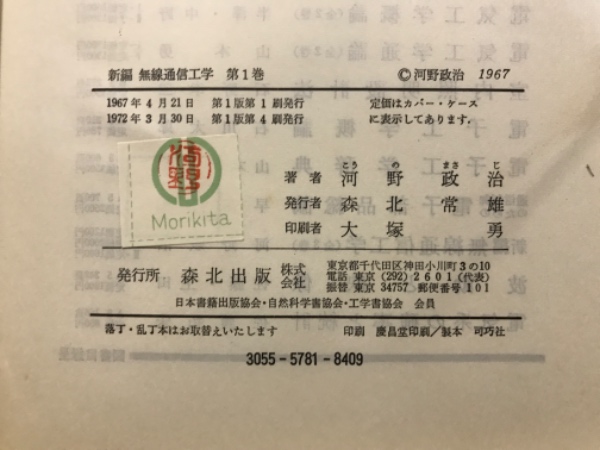 新編 無線通信工学 第1巻
©河野政治 1967
1967年4月21日 第1版第1刷発行
1972年3月30日 第1版第4刷発行
定価はカバー・ケース
に表示してあります.
Morikita
こう の まさ じ
著者 河野政治
発行者 森北常雄
印刷者 大塚勇
発行所 森北出版 株式会社
東京都千代田区神田小川町3の10
電話 東京 (292) 2601 (代表)
振替 東京 34757 郵便番号 101
日本書籍出版協会・自然科学書協会・工学書協会 会員
落丁・乱丁本はお取替えいたします
印刷 慶昌堂印刷/製本 司巧社
3055-5781-8409